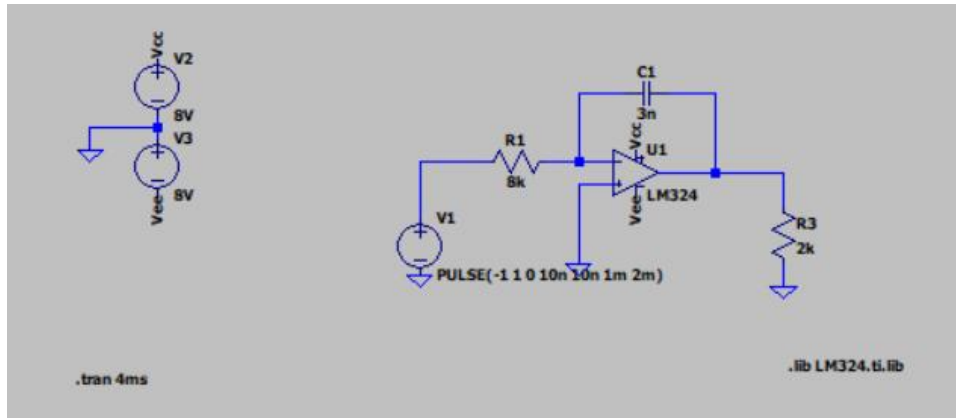 Vcc
V2
8V
V3
8V
Vee
C1
3n
Vcc
U1
R1
8k
LM324
Vee
V1
PULSE(-1 1 0 10n 10n 1m 2m)
R3
2k
.tran 4ms
.lib LM324.ti.lib